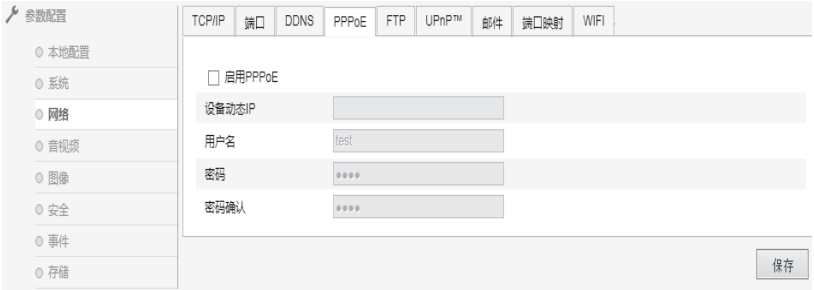 参数配置
本地配置
系统
网络
音视频
图像
安全
事件
存储
TCP/IP 端口 DDNS PPPoE FTP UPnP™ 邮件 端口映射 WIFI
启用PPPoE
设备动态IP
用户名 test
密码 ●●●●
密码确认 ●●●●
保存